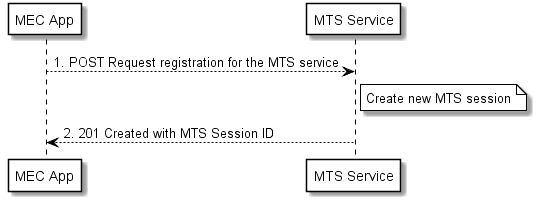 MEC App
MTS Service
1. POST Request registration for the MTS service
Create new MTS session
2. 201 Created with MTS Session ID
MEC App
MTS Service